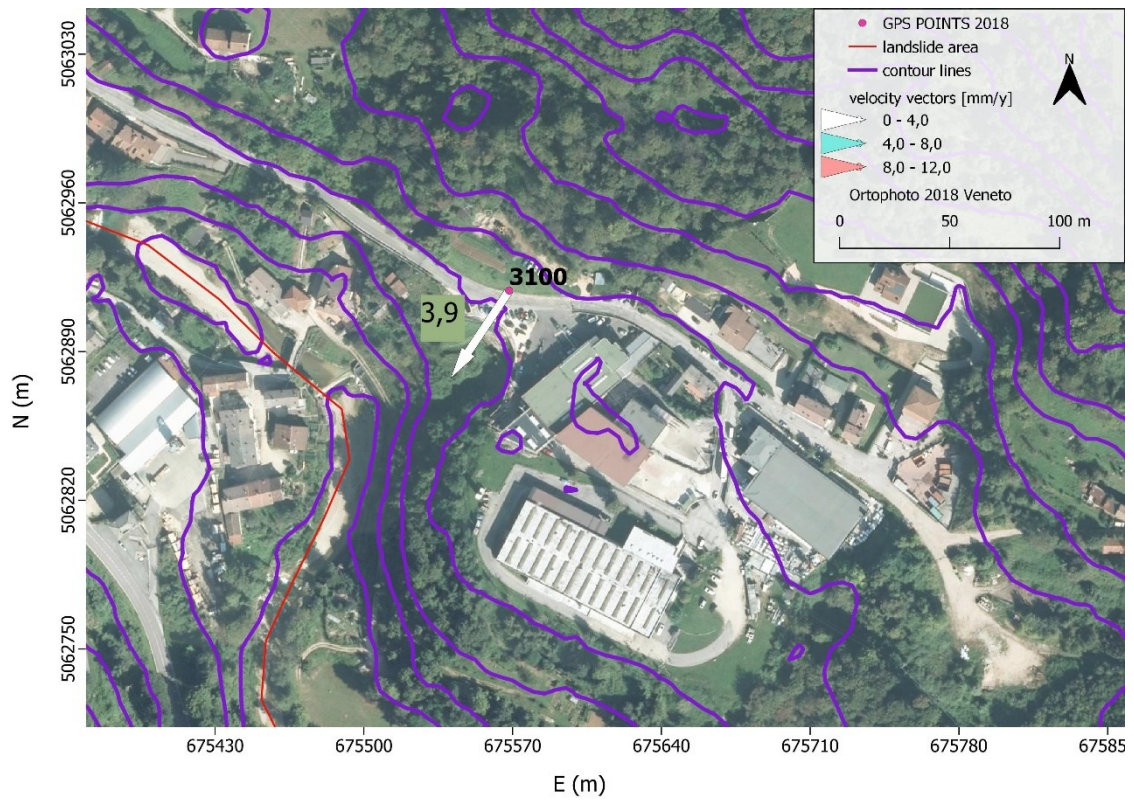 GPS POINTS 2018
landslide area
contour lines
velocity vectors [mm/y]
0 - 4,0
4,0 - 8,0
8,0 - 12,0
Ortophoto 2018 Veneto
0 50 100 m
N
3100
3,9
5063030
5062960
5062890
5062820
5062750
N (m)
675430 675500 675570 675640 675710 675780 67585
E (m)